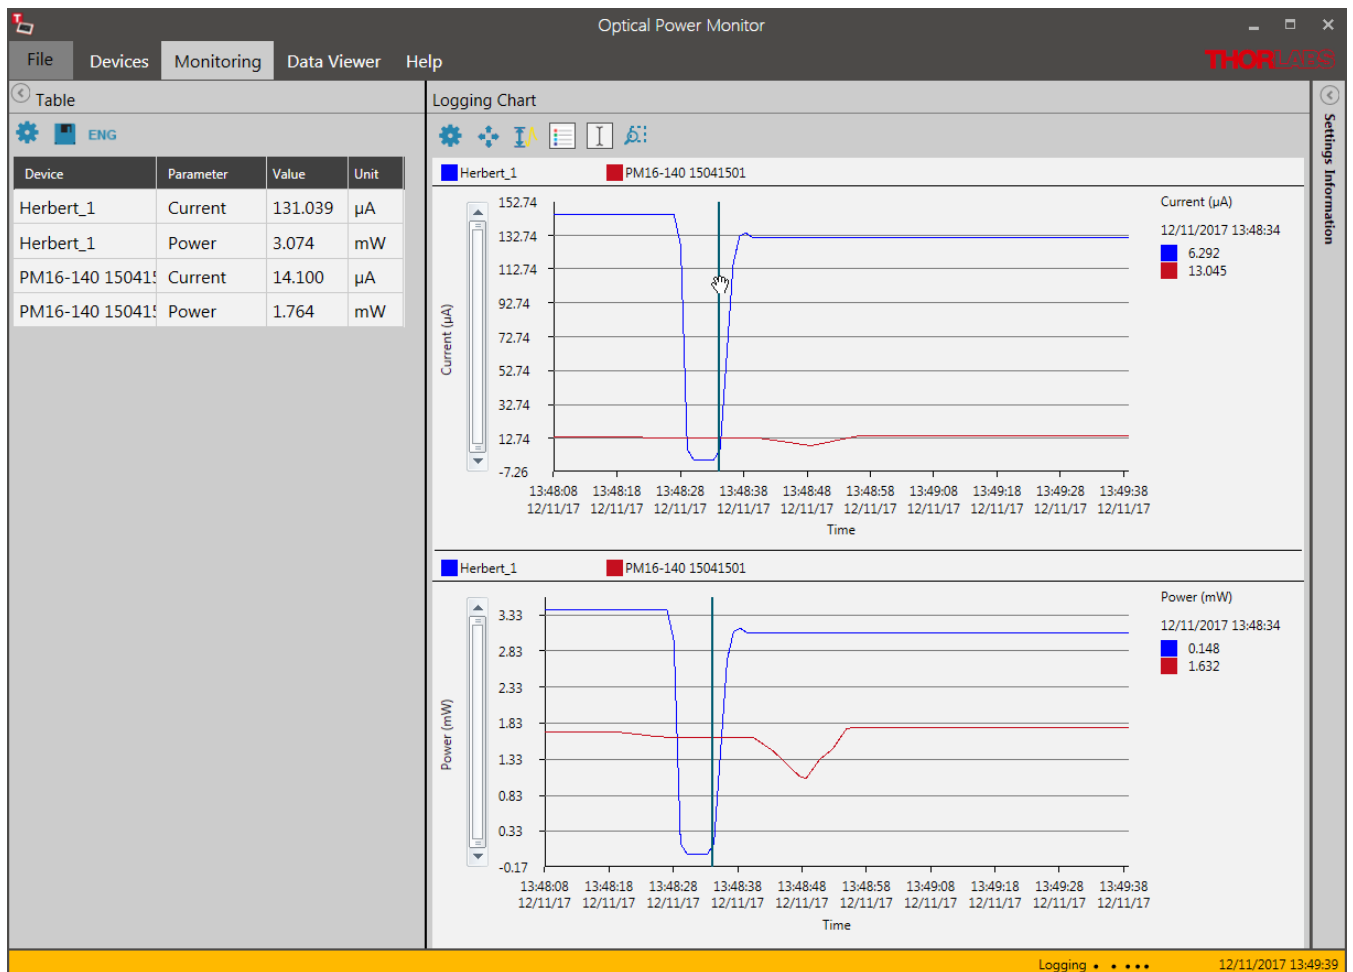 Optical Power Monitor
File Devices Monitoring Data Viewer Help
THORLABS
Table
ENG
Device Parameter Value Unit
Herbert_1 Current 131.039 µA
Herbert_1 Power 3.074 mW
PM16-140 15041! Current 14.100 µA
PM16-140 15041! Power 1.764 mW
Logging Chart
Herbert_1 PM16-140 15041501
152.74
132.74
112.74
92.74
72.74
52.74
32.74
12.74
-7.26
Current (µA)
13:48:08 13:48:18 13:48:28 13:48:38 13:48:48 13:48:58 13:49:08 13:49:18 13:49:28 13:49:38
12/11/17 12/11/17 12/11/17 12/11/17 12/11/17 12/11/17 12/11/17 12/11/17 12/11/17 12/11/17
Time
Current (µA)
12/11/2017 13:48:34
6.292
13.045
Herbert_1 PM16-140 15041501
3.33
2.83
2.33
1.83
1.33
0.83
0.33
-0.17
Power (mW)
13:48:08 13:48:18 13:48:28 13:48:38 13:48:48 13:48:58 13:49:08 13:49:18 13:49:28 13:49:38
12/11/17 12/11/17 12/11/17 12/11/17 12/11/17 12/11/17 12/11/17 12/11/17 12/11/17 12/11/17
Time
Power (mW)
12/11/2017 13:48:34
0.148
1.632
Settings Information
Logging 12/11/2017 13:49:39